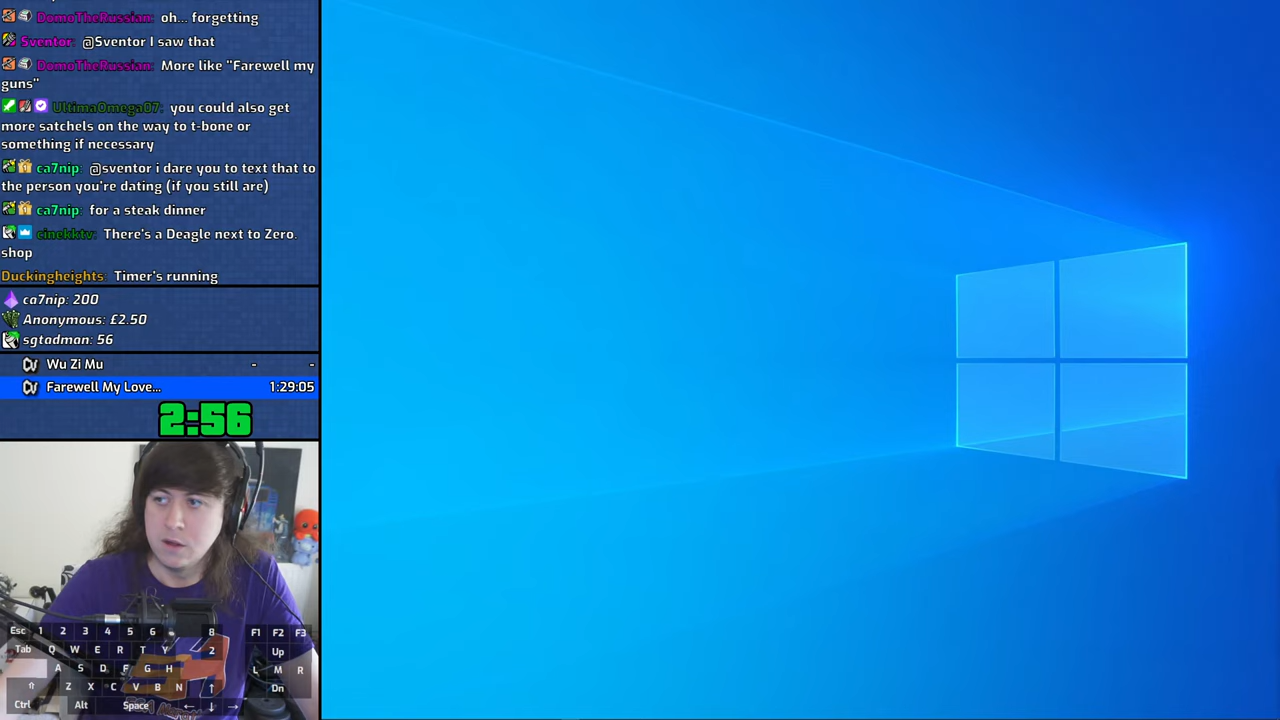 DomoTheRussian: oh... forgetting
Sventor: @Sventor I saw that
DomoTheRussian: More like "Farewell my
guns"
UltimaOmega07: you could also get
more satchels on the way to t-bone or
something if necessary
ca7nip: @sventor i dare you to text that to
the person you're dating (if you still are)
ca7nip: for a steak dinner
cinekktv: There's a Deagle next to Zero.
shop
Duckingheights: Timer's running
ca7nip: 200
Anonymous: £2.50
sgtadman: 56
Wu Zi Mu - -
Farewell My Love... 1:29:05
2:56
Esc 1 2 3 4 5 6 8 F1 F2 F3
Tab Q W E R T Y 2 Up
A S D F G H L M R
⇧ Z X C V B N ↑ Dn
Ctrl Alt Space ← ↓ →